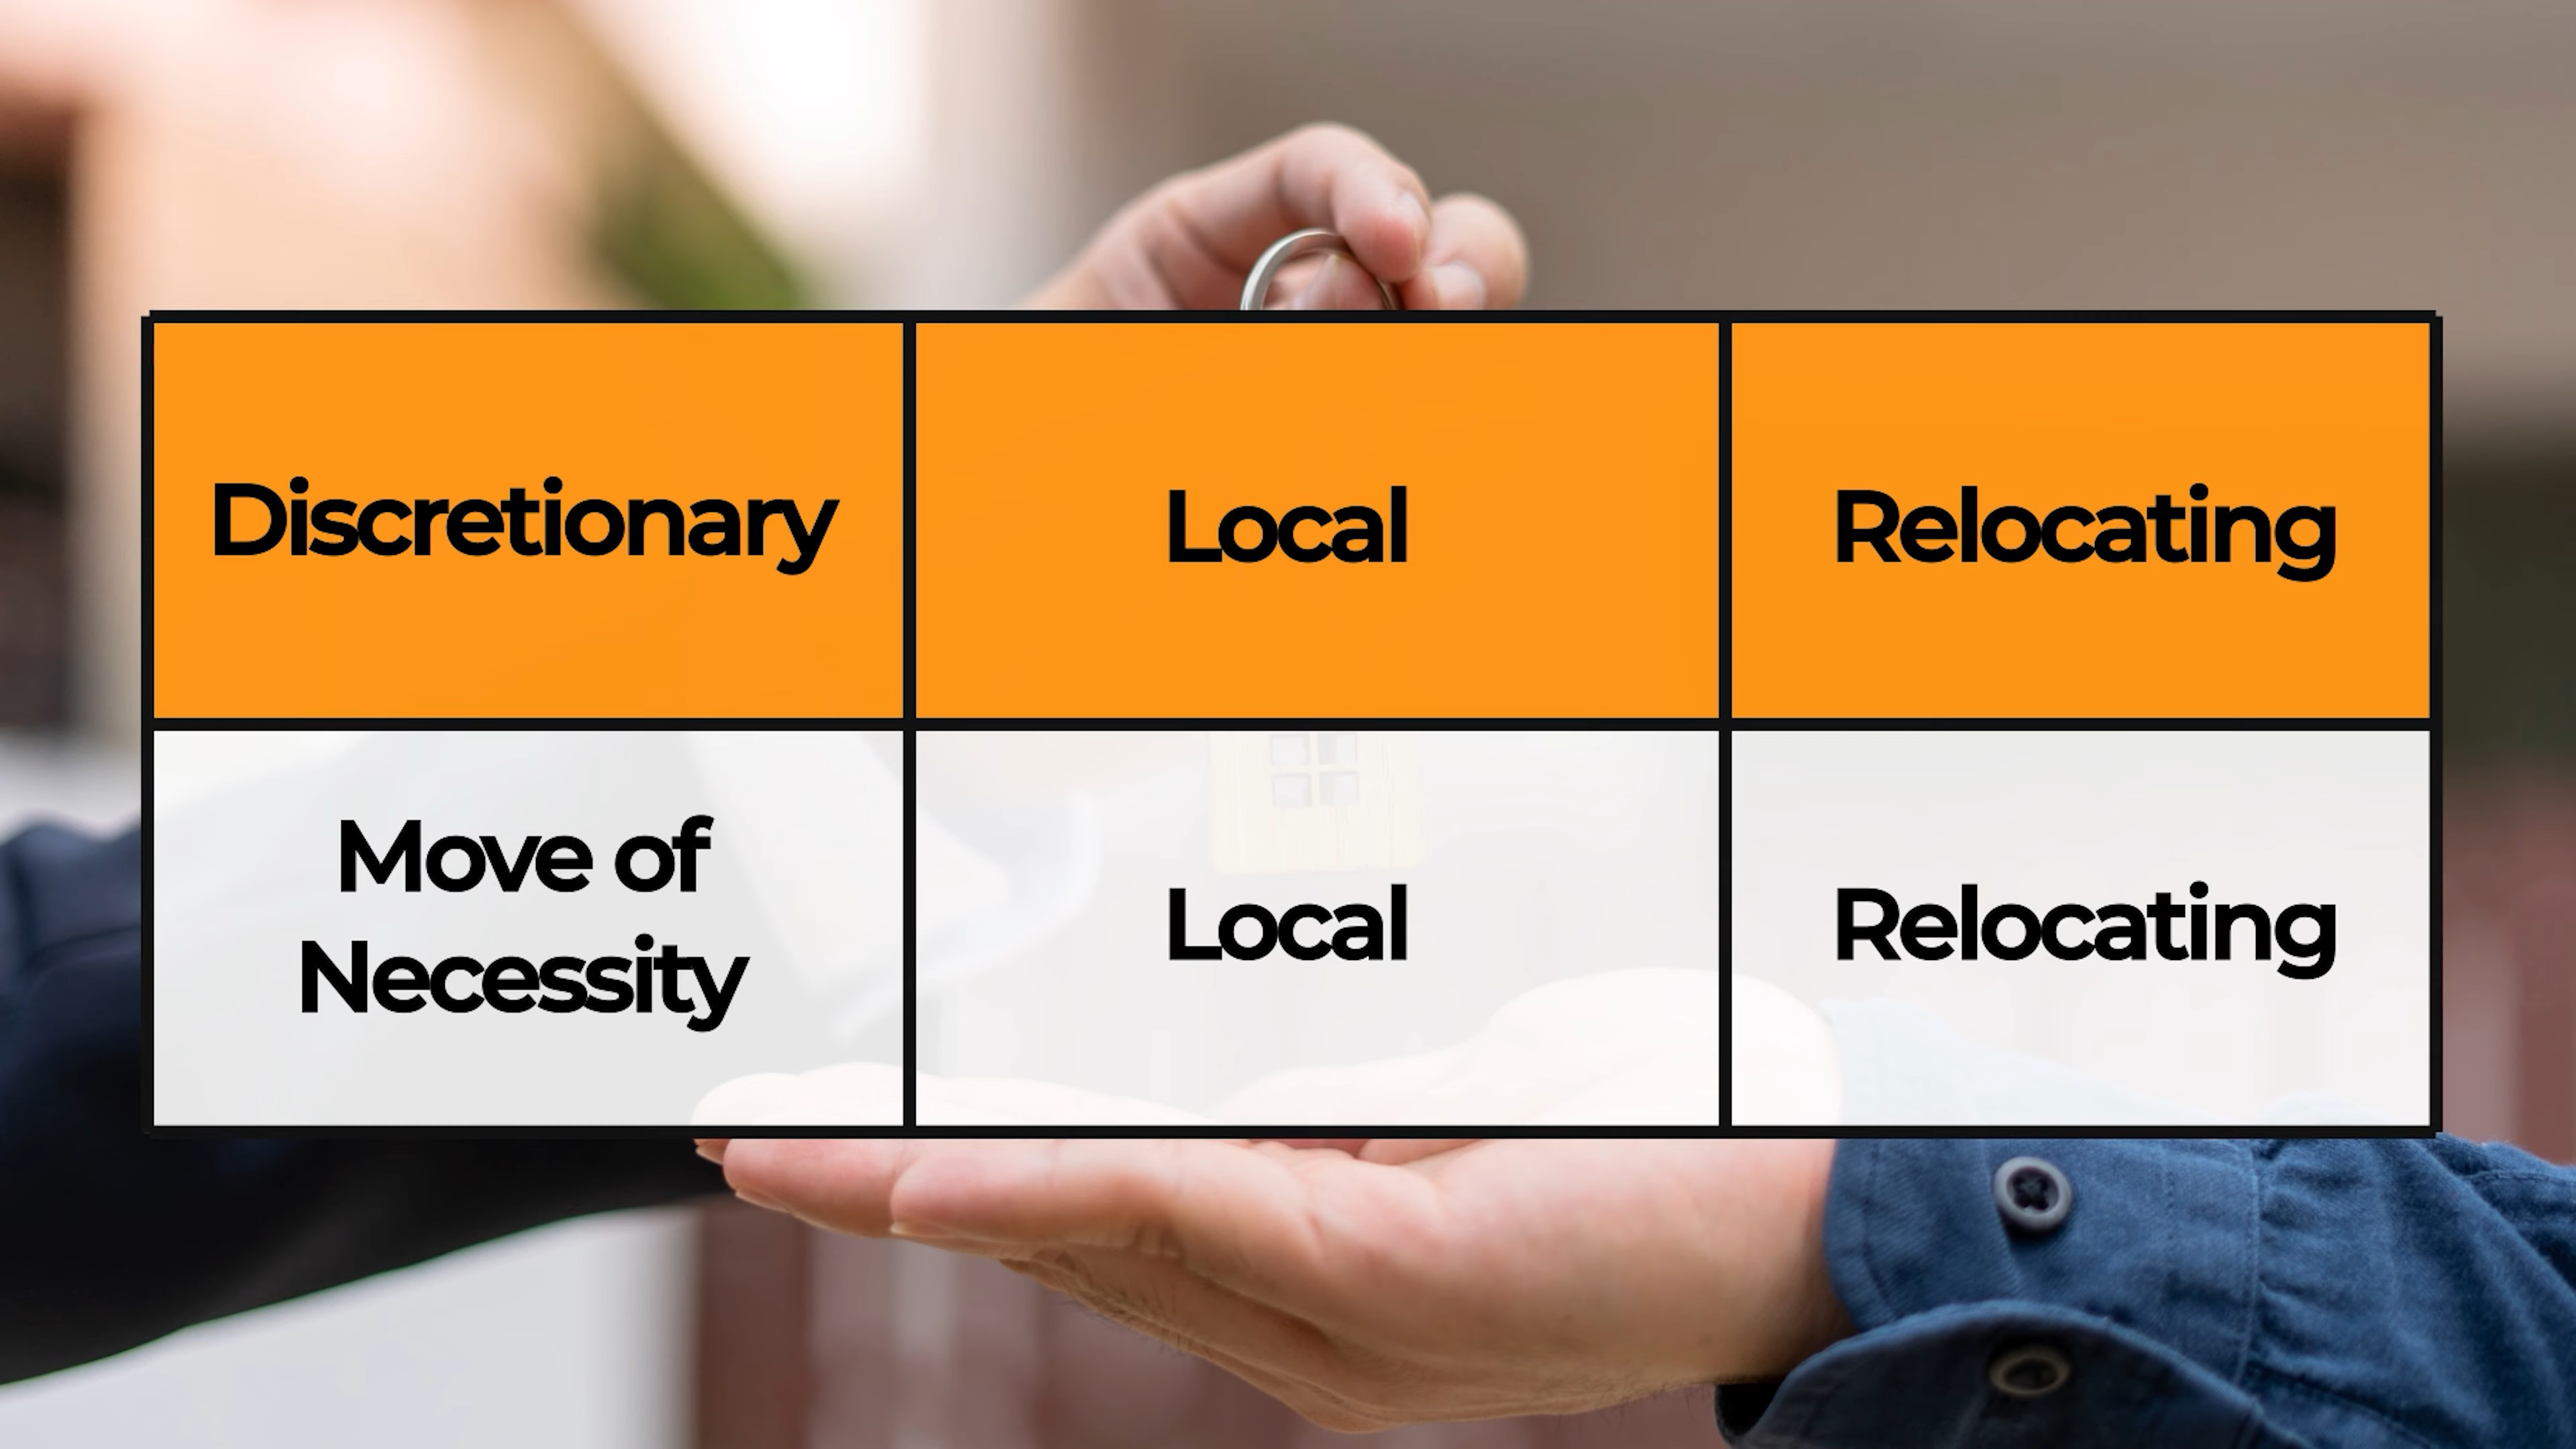 Discretionary
Local
Relocating
Move of
Necessity
Local
Relocating